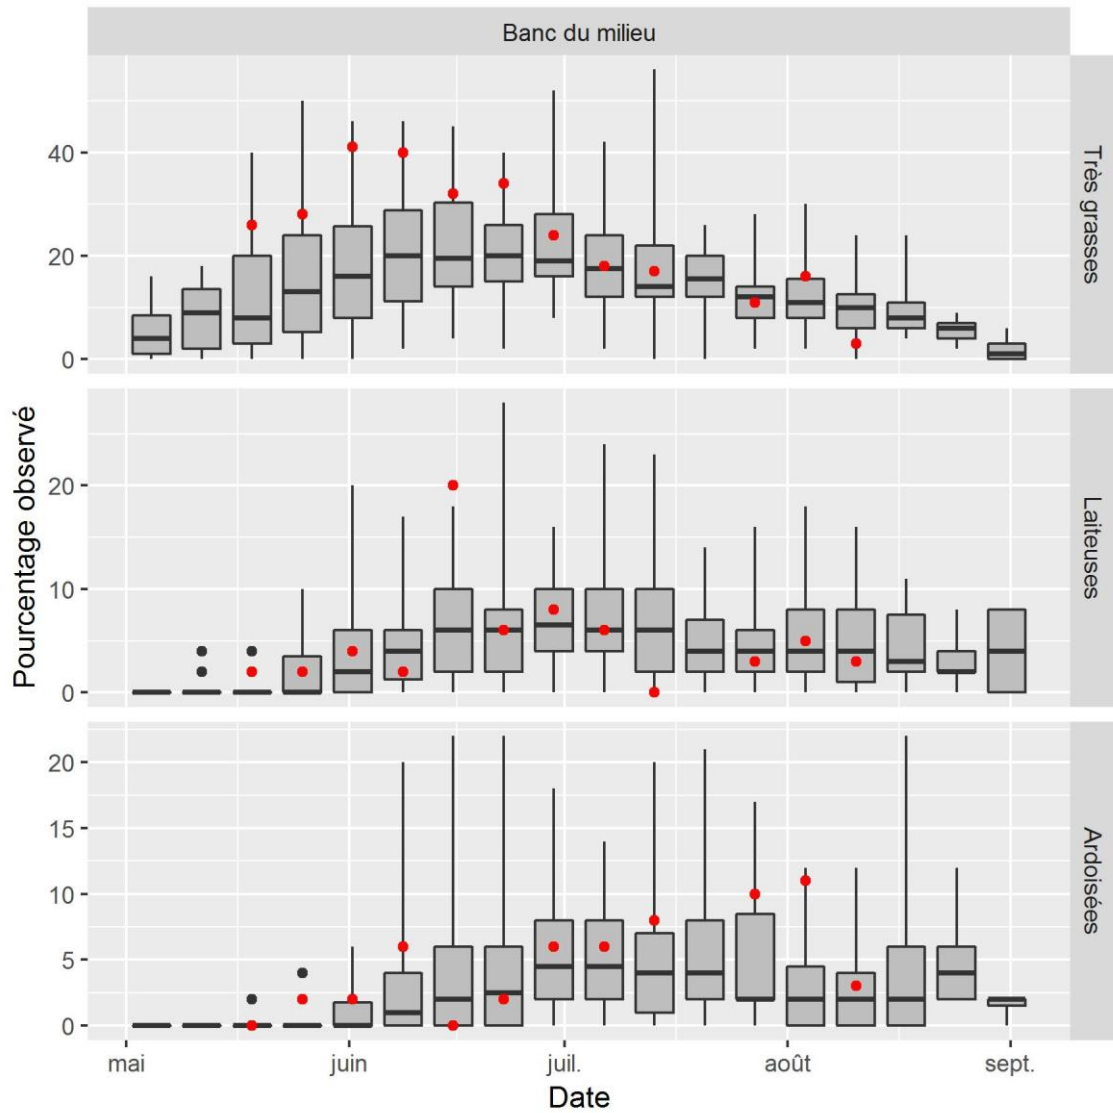 Banc du milieu
Pourcentage observé
40
20
0
Très grasses
20
10
0
Laiteuses
20
15
10
5
0
Ardoisées
mai juin juil. août sept.
Date